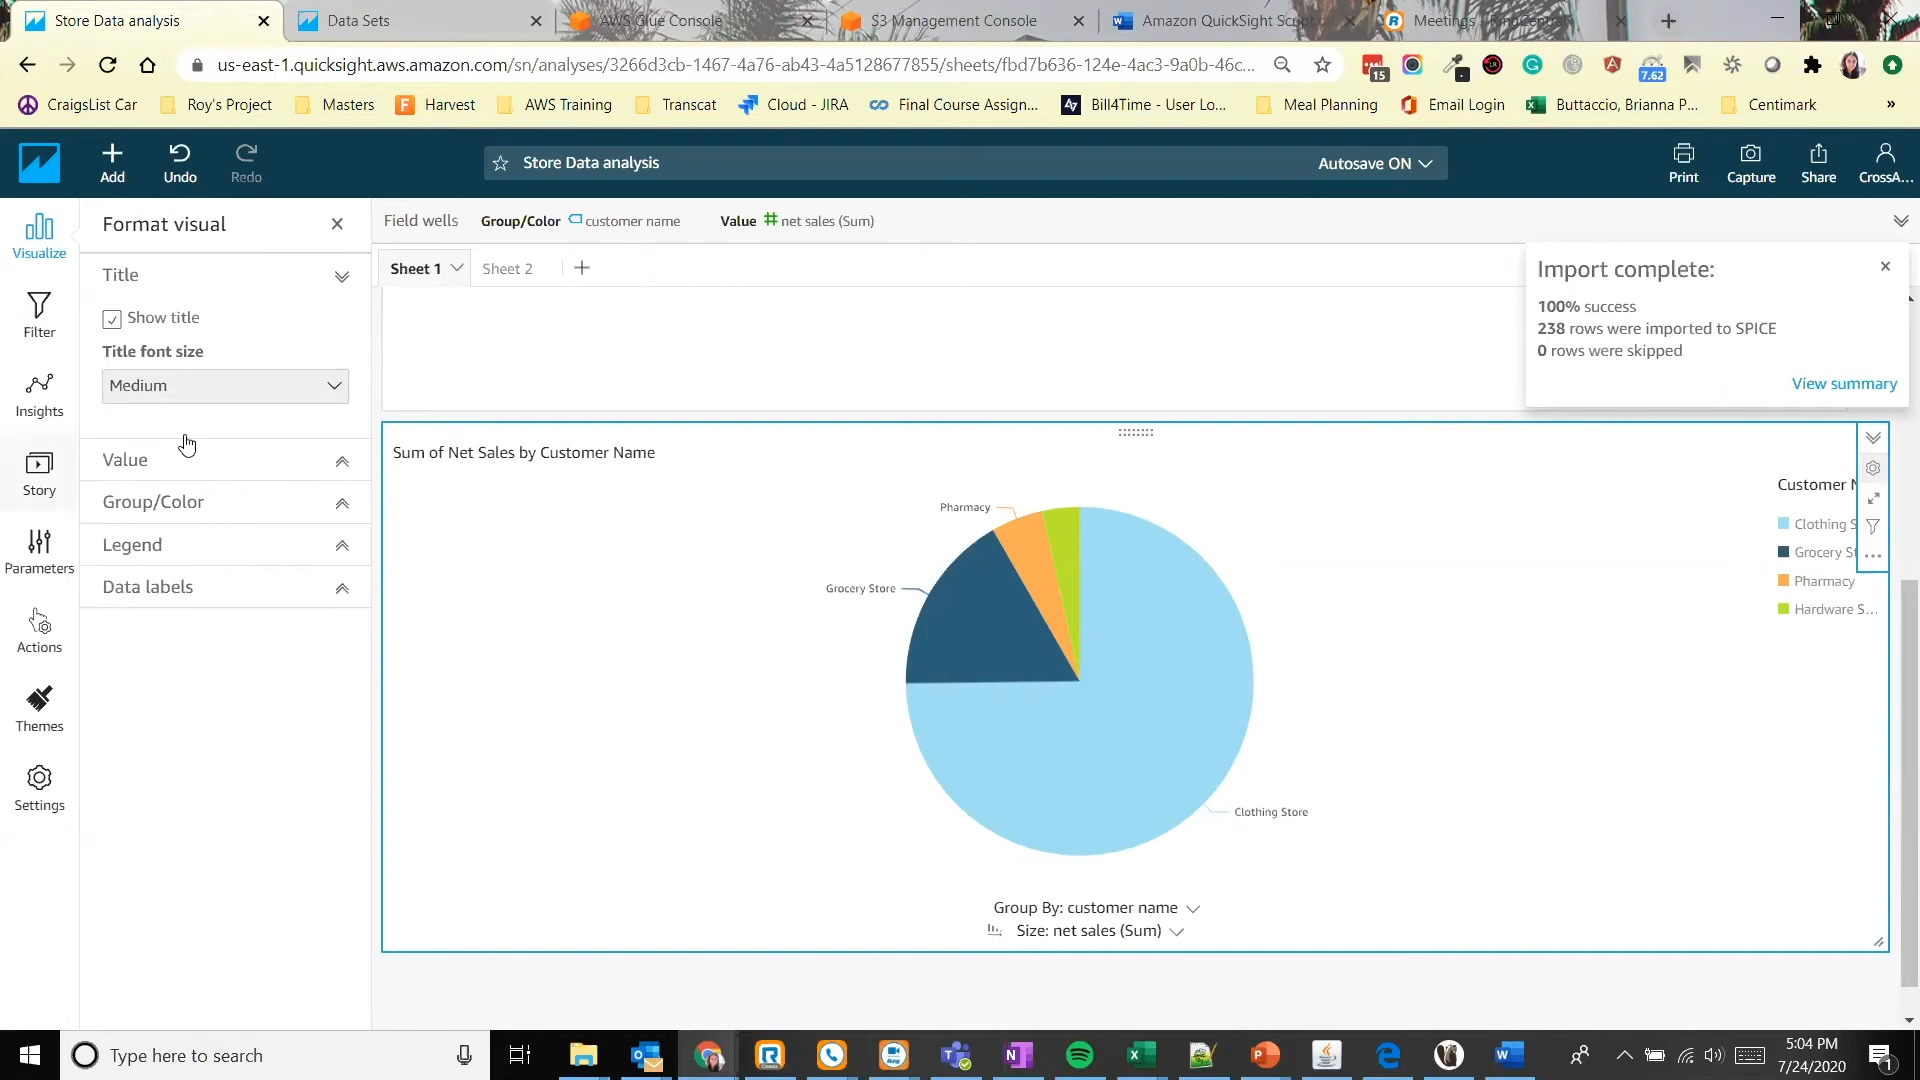 Store Data analysis
Data Sets
AWS Glue Console
S3 Management Console
Amazon QuickSight Script
Meetings - RingCentral
us-east-1.quicksight.aws.amazon.com/sn/analyses/3266d3cb-1467-4a76-ab43-4a5128677855/sheets/fbd7b636-124e-4ac3-9a0b-46c...
15
7.62
CraigsList Car
Roy's Project
Masters
Harvest
AWS Training
Transcat
Cloud - JIRA
Final Course Assign...
Bill4Time - User Lo...
Meal Planning
Email Login
Buttaccio, Brianna P...
Centimark
»
Add
Undo
Redo
Store Data analysis
Autosave ON
Print
Capture
Share
CrossA...
Visualize
Filter
Insights
Story
Parameters
Actions
Themes
Settings
Format visual
Title
Show title
Title font size
Medium
Value
Group/Color
Legend
Data labels
Field wells
Group/Color customer name
Value net sales (Sum)
Sheet 1
Sheet 2
Import complete:
100% success
238 rows were imported to SPICE
0 rows were skipped
View summary
Sum of Net Sales by Customer Name
Pharmacy
Grocery Store
Clothing Store
Customer N
Clothing S
Grocery St
Pharmacy
Hardware S...
Group By: customer name
Size: net sales (Sum)
Type here to search
5:04 PM
7/24/2020
1